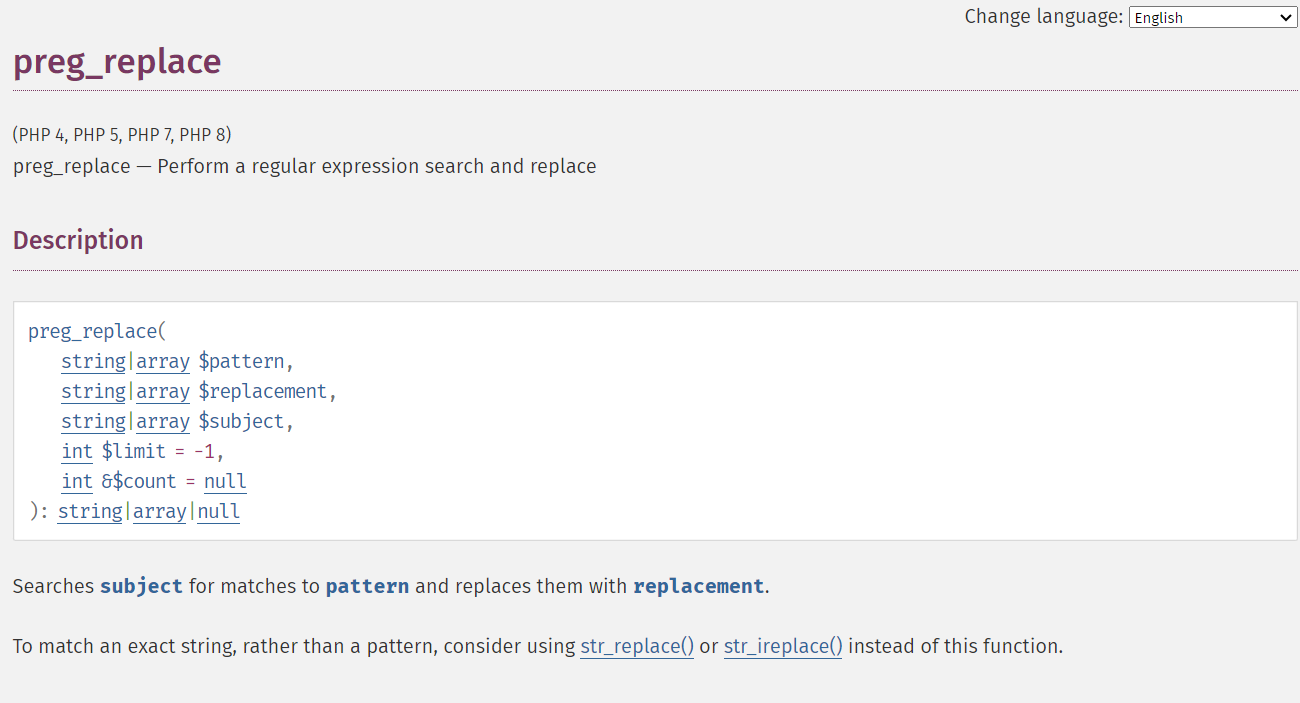 Change language: English
preg_replace
(PHP 4, PHP 5, PHP 7, PHP 8)
preg_replace — Perform a regular expression search and replace
Description
preg_replace(
string|array $pattern,
string|array $replacement,
string|array $subject,
int $limit = -1,
int &$count = null
): string|array|null
Searches subject for matches to pattern and replaces them with replacement.
To match an exact string, rather than a pattern, consider using str_replace() or str_ireplace() instead of this function.